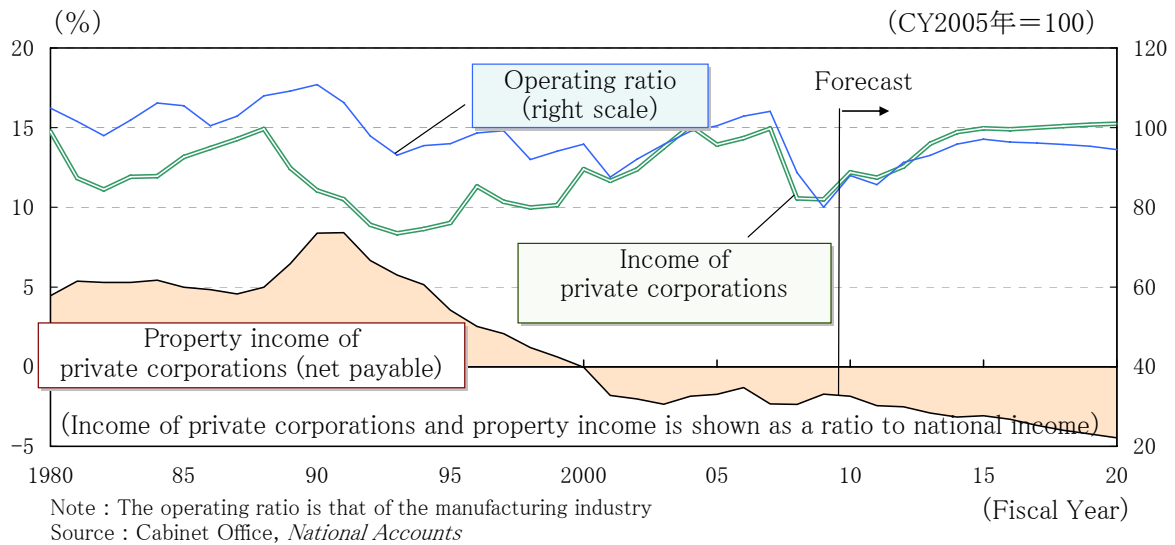 (%)
(CY2005年＝100)
20
120
Operating ratio
(right scale)
Forecast
15
100
10
80
Income of
private corporations
5
60
Property income of
private corporations (net payable)
0
40
(Income of private corporations and property income is shown as a ratio to national income)
-5
20
1980
85
90
95
2000
05
10
15
20
Note : The operating ratio is that of the manufacturing industry
(Fiscal Year)
Source : Cabinet Office, National Accounts